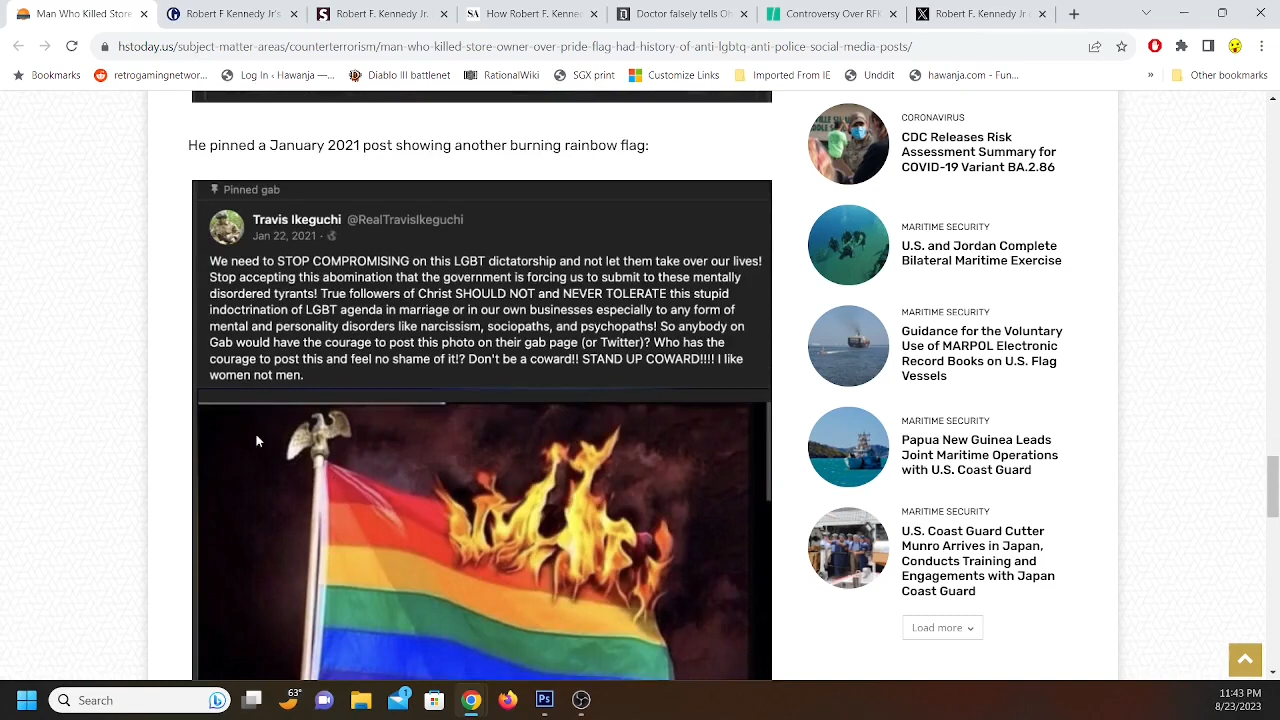 Donald Jr's
Robert F. Kenn
Robert Kennedy Jr.
How Robert F. Kenned
Doctor falsely tells
Covering RFK Jr.
Robert F. Kennedy Jr
hstoday.us/subject-matter-areas/counterterrorism/man-who-killed-store-owner-over-pride-flag-had-history-of-anti-lgbtq-anti-police-social-media-posts/
Bookmarks
retrogamingnetwor...
Log In ‹ Hawanja —...
Diablo III battlenet
RationalWiki
SGX print
Customize Links
Imported From IE
Unddit
hawanja.com - Fun...
»
Other bookmarks
He pinned a January 2021 post showing another burning rainbow flag:
Pinned gab
Travis Ikeguchi @RealTravisIkeguchi
Jan 22, 2021 ·
We need to STOP COMPROMISING on this LGBT dictatorship and not let them take over our lives!
Stop accepting this abomination that the government is forcing us to submit to these mentally
disordered tyrants! True followers of Christ SHOULD NOT and NEVER TOLERATE this stupid
indoctrination of LGBT agenda in marriage or in our own businesses especially to any form of
mental and personality disorders like narcissism, sociopaths, and psychopaths! So anybody on
Gab would have the courage to post this photo on their gab page (or Twitter)? Who has the
courage to post this and feel no shame of it!? Don't be a coward!! STAND UP COWARD!!!! I like
women not men.
CORONAVIRUS
CDC Releases Risk
Assessment Summary for
COVID-19 Variant BA.2.86
MARITIME SECURITY
U.S. and Jordan Complete
Bilateral Maritime Exercise
MARITIME SECURITY
Guidance for the Voluntary
Use of MARPOL Electronic
Record Books on U.S. Flag
Vessels
MARITIME SECURITY
Papua New Guinea Leads
Joint Maritime Operations
with U.S. Coast Guard
MARITIME SECURITY
U.S. Coast Guard Cutter
Munro Arrives in Japan,
Conducts Training and
Engagements with Japan
Coast Guard
Load more
Search
63°
1
11:43 PM
8/23/2023